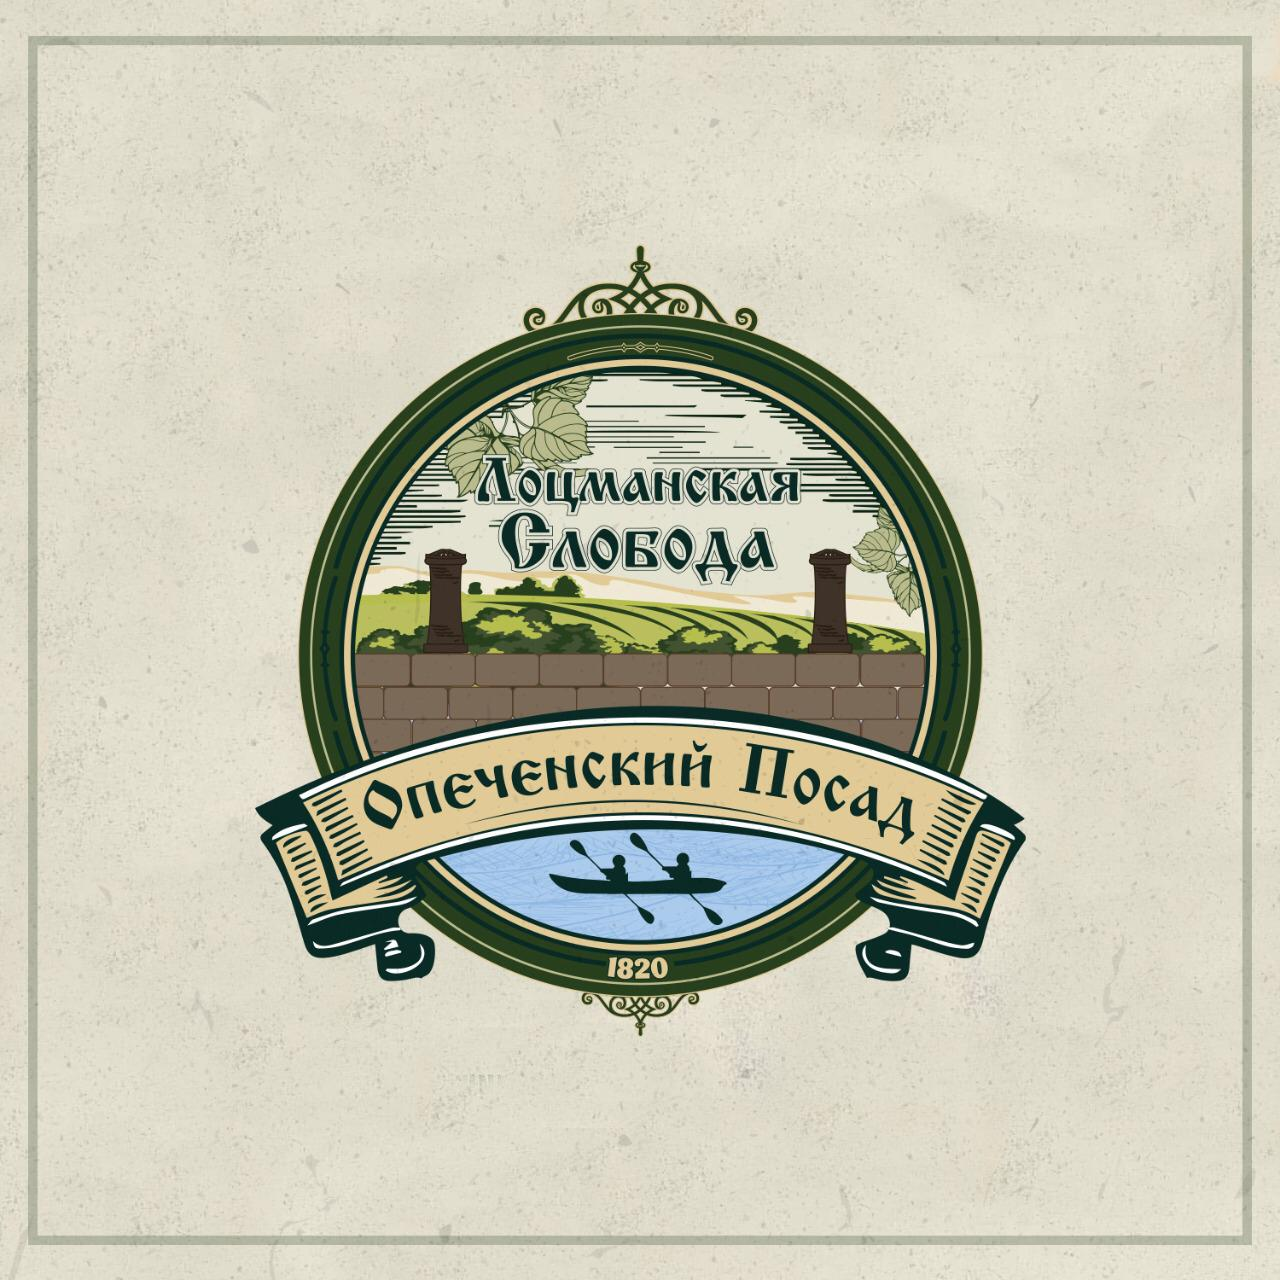 Лоцманская
Слобода
Опеченский Посад
1820